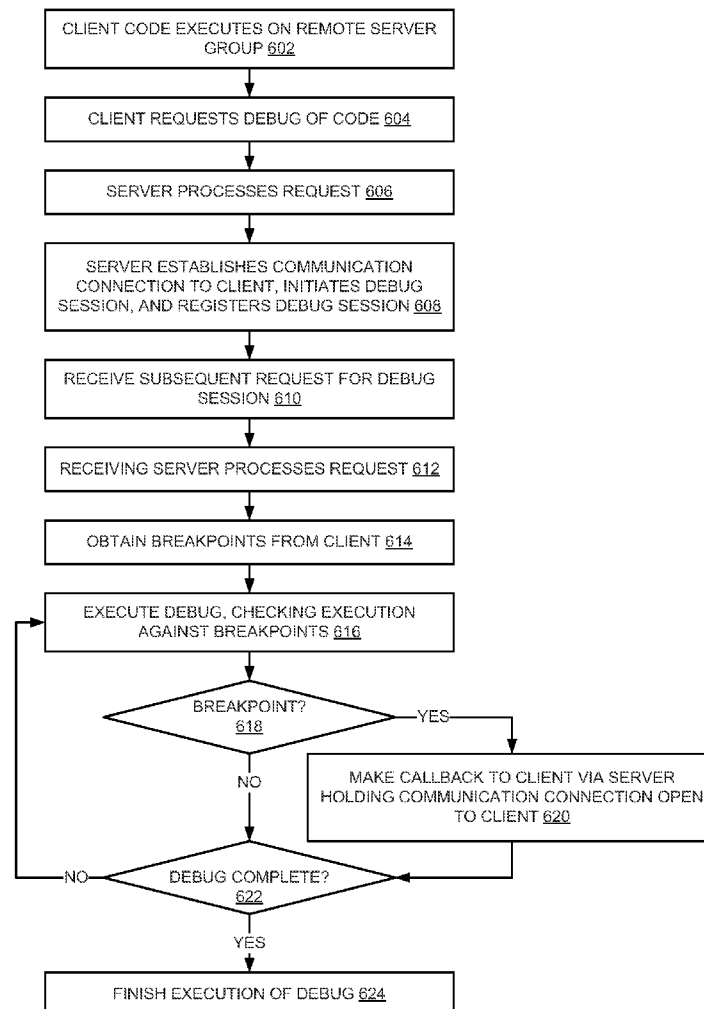 CLIENT CODE EXECUTES ON REMOTE SERVER
GROUP 602
CLIENT REQUESTS DEBUG OF CODE 604
SERVER PROCESSES REQUEST 606
SERVER ESTABLISHES COMMUNICATION
CONNECTION TO CLIENT, INITIATES DEBUG
SESSION, AND REGISTERS DEBUG SESSION 608
RECEIVE SUBSEQUENT REQUEST FOR DEBUG
SESSION 610
RECEIVING SERVER PROCESSES REQUEST 612
OBTAIN BREAKPOINTS FROM CLIENT 614
EXECUTE DEBUG, CHECKING EXECUTION
AGAINST BREAKPOINTS 616
BREAKPOINT?
618
YES
NO
MAKE CALLBACK TO CLIENT VIA SERVER
HOLDING COMMUNICATION CONNECTION OPEN
TO CLIENT 620
NO
DEBUG COMPLETE?
622
YES
FINISH EXECUTION OF DEBUG 624